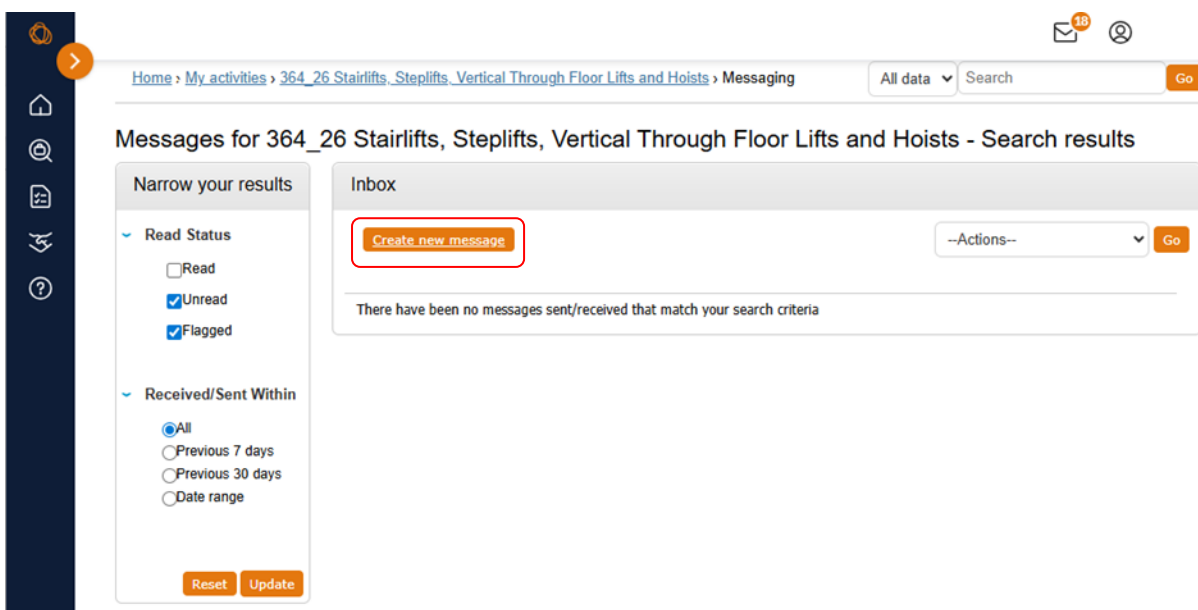 18
Home › My activities › 364_26 Stairlifts, Steplifts, Vertical Through Floor Lifts and Hoists › Messaging
All data
Search
Go
Messages for 364_26 Stairlifts, Steplifts, Vertical Through Floor Lifts and Hoists - Search results
Narrow your results
Read Status
Read
Unread
Flagged
Received/Sent Within
All
Previous 7 days
Previous 30 days
Date range
Reset
Update
Inbox
Create new message
--Actions--
Go
There have been no messages sent/received that match your search criteria